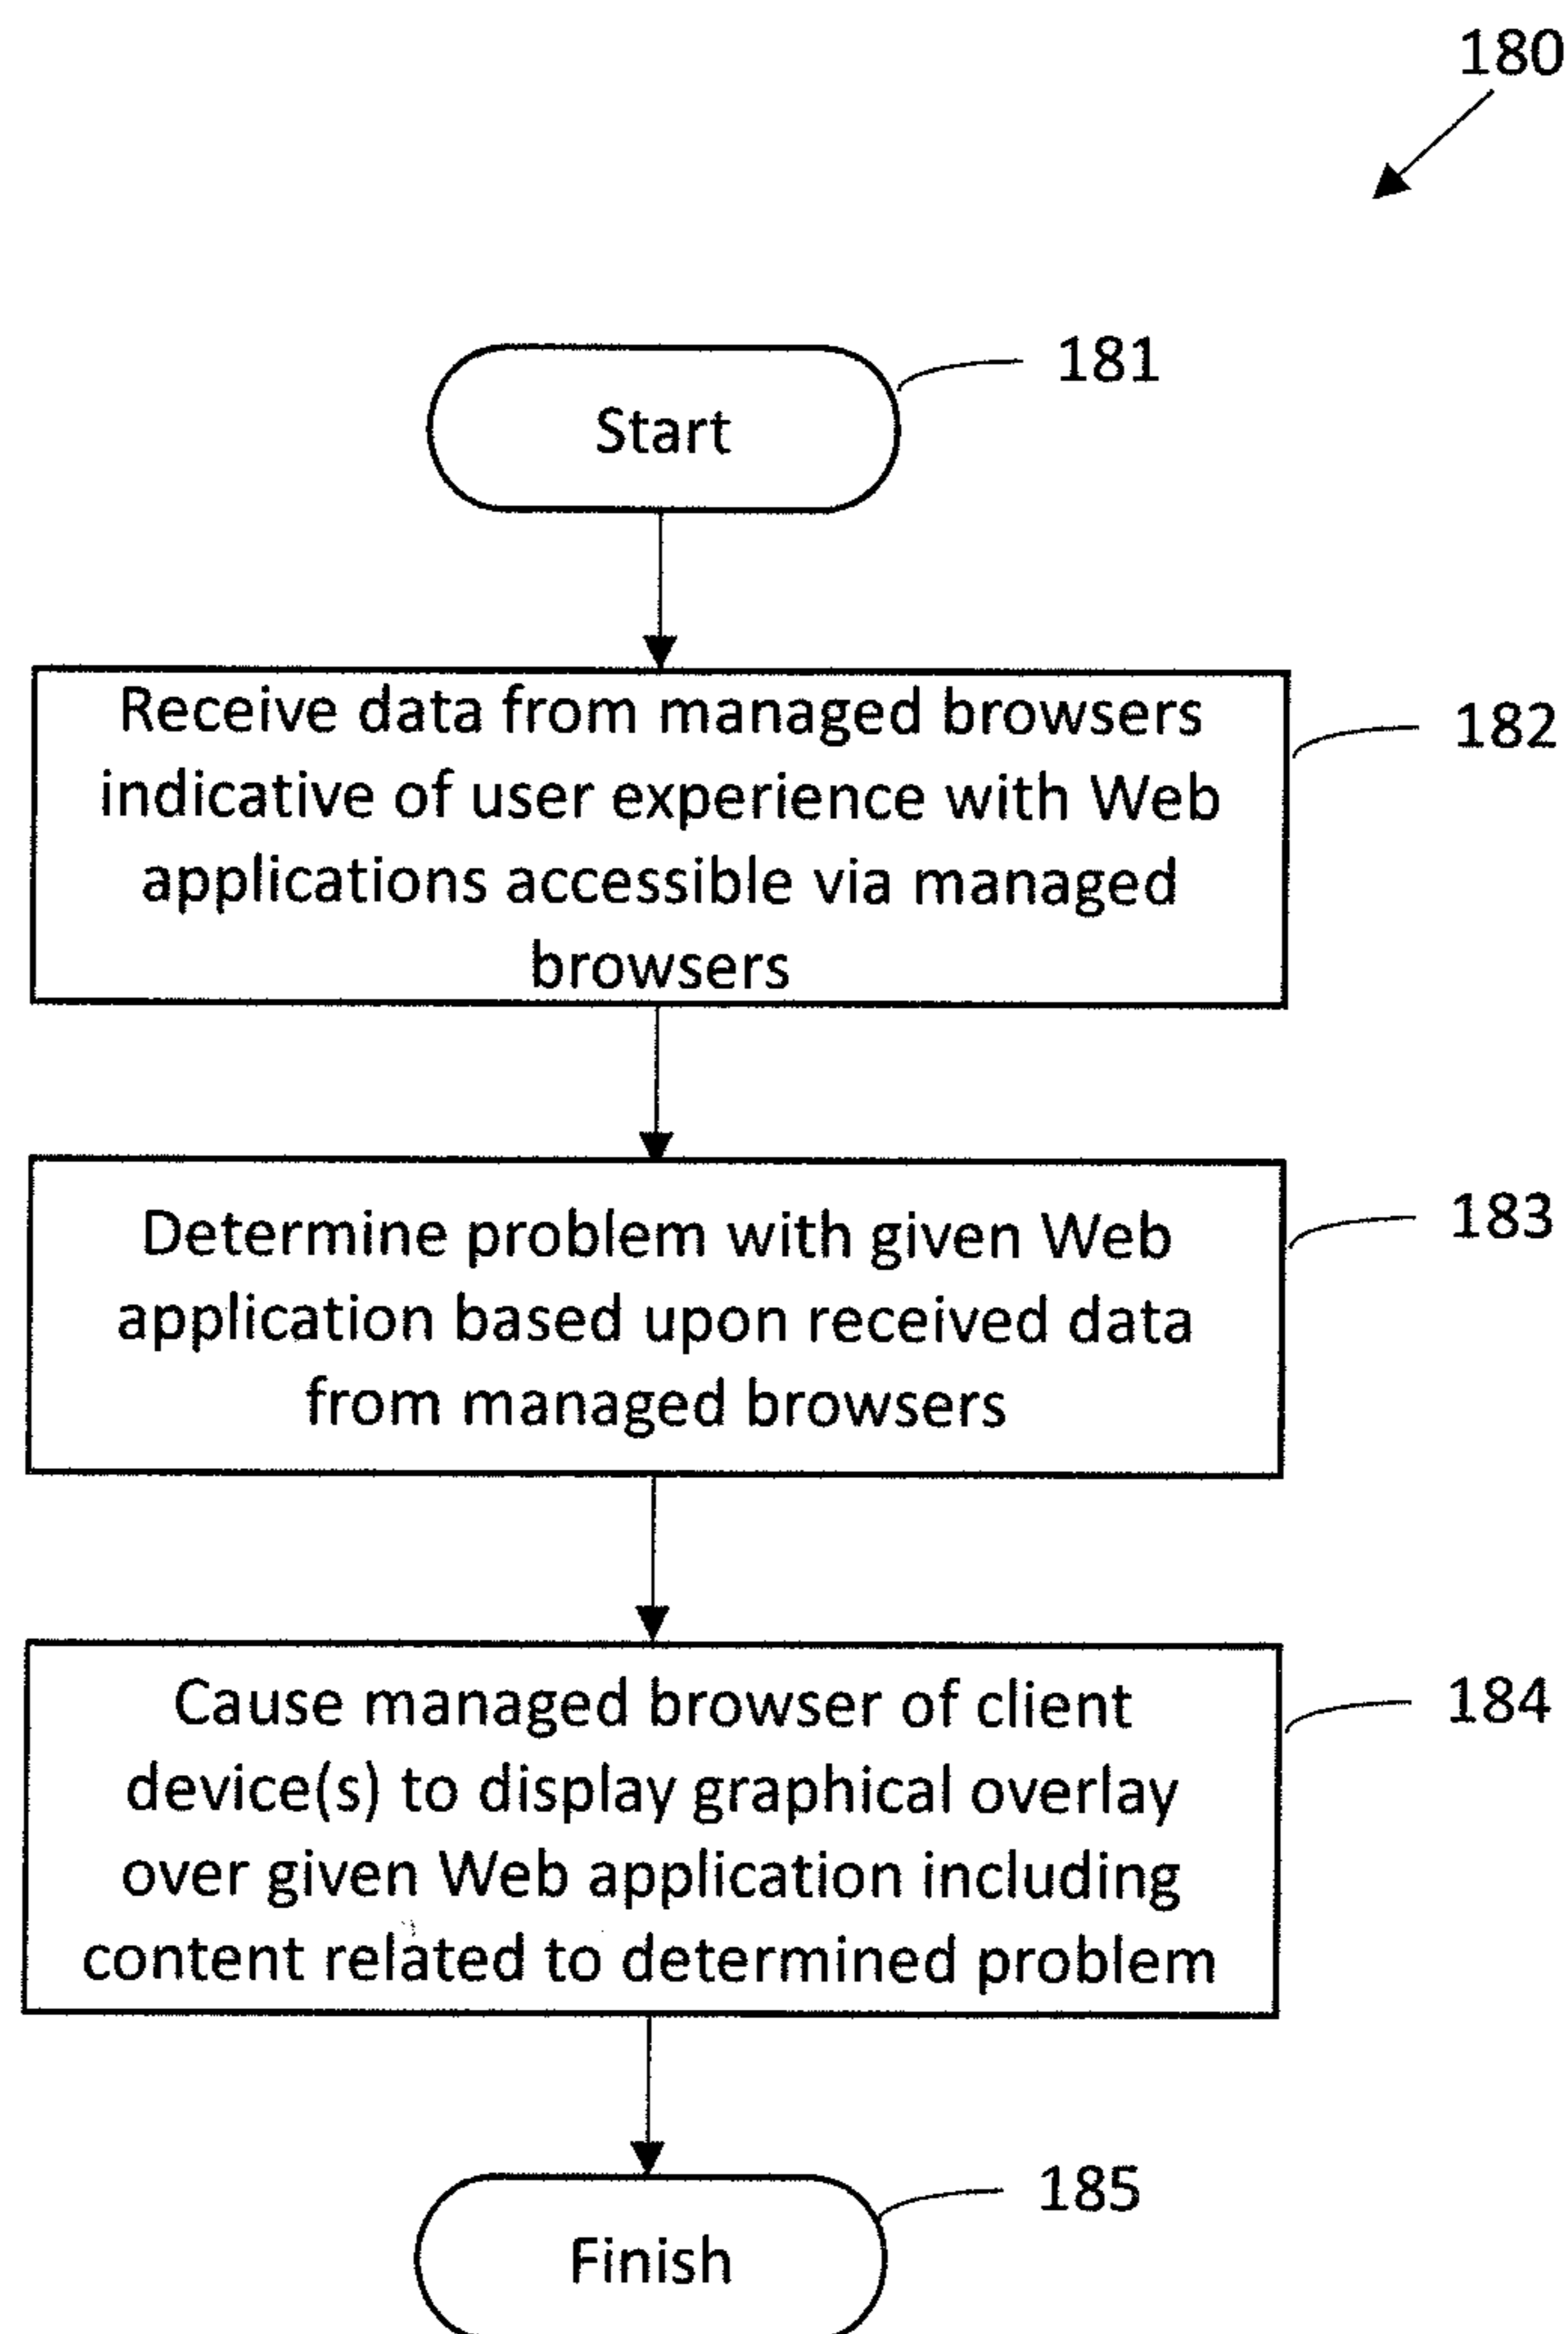 180
Start
181
Receive data from managed browsers
indicative of user experience with Web
applications accessible via managed
browsers
182
Determine problem with given Web
application based upon received data
from managed browsers
183
Cause managed browser of client
device(s) to display graphical overlay
over given Web application including
content related to determined problem
184
Finish
185